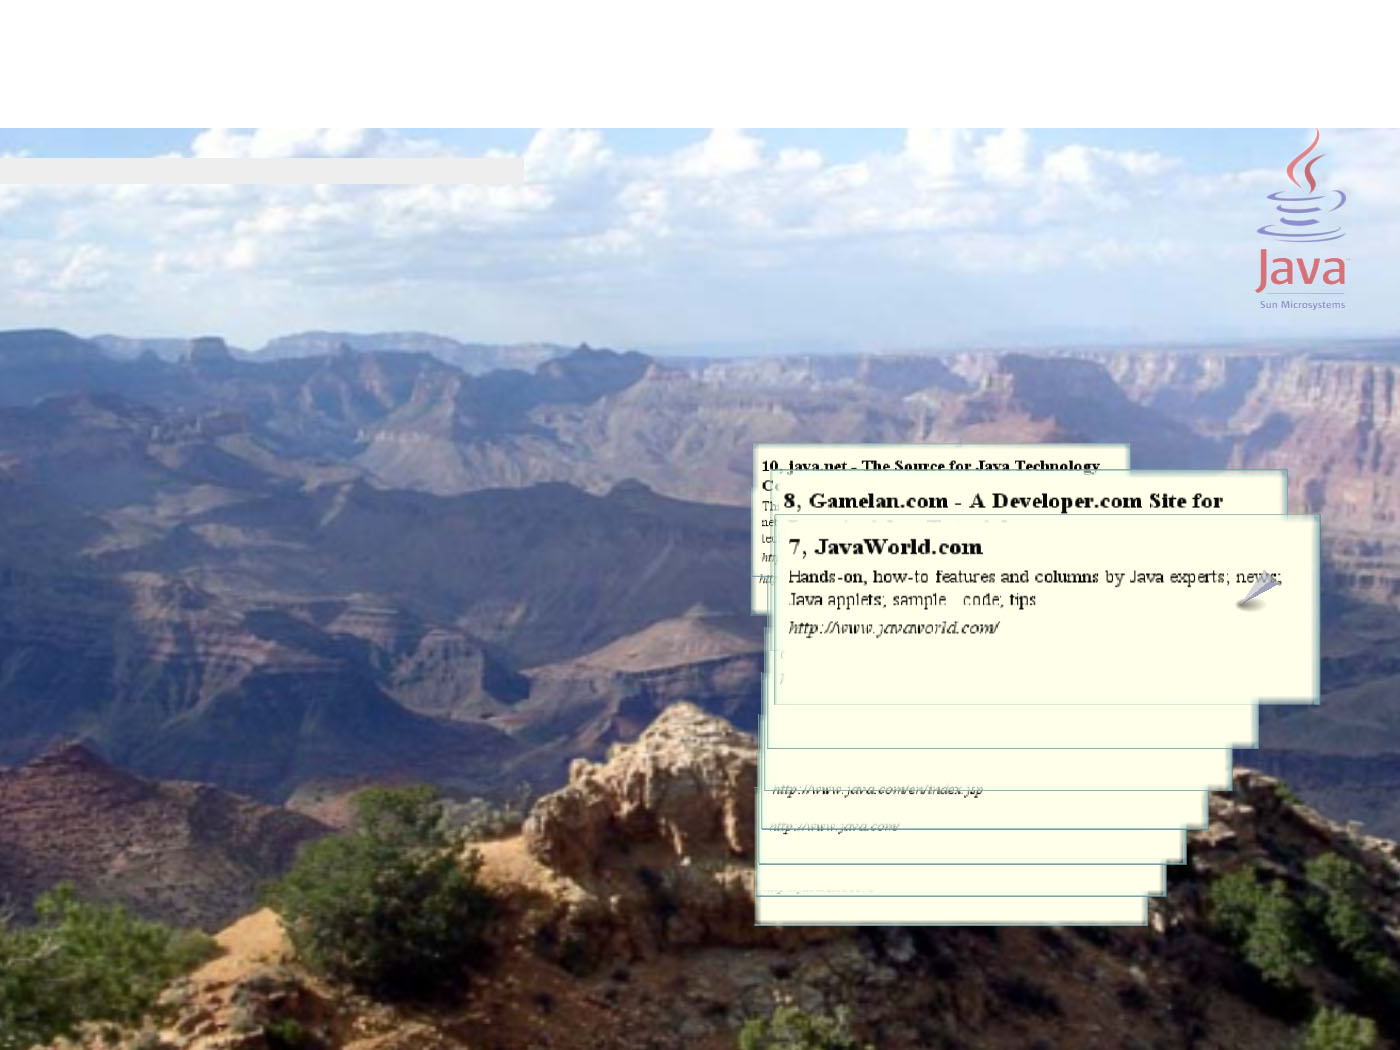 Java
Sun Microsystems
10, java.net - The Source for Java Technology
8, Gamelan.com - A Developer.com Site for
7, JavaWorld.com
Hands-on, how-to features and columns by Java experts; news;
Java applets; sample code; tips
http://www.javaworld.com/
http://www.java.com/en/index.jsp
http://www.java.com/